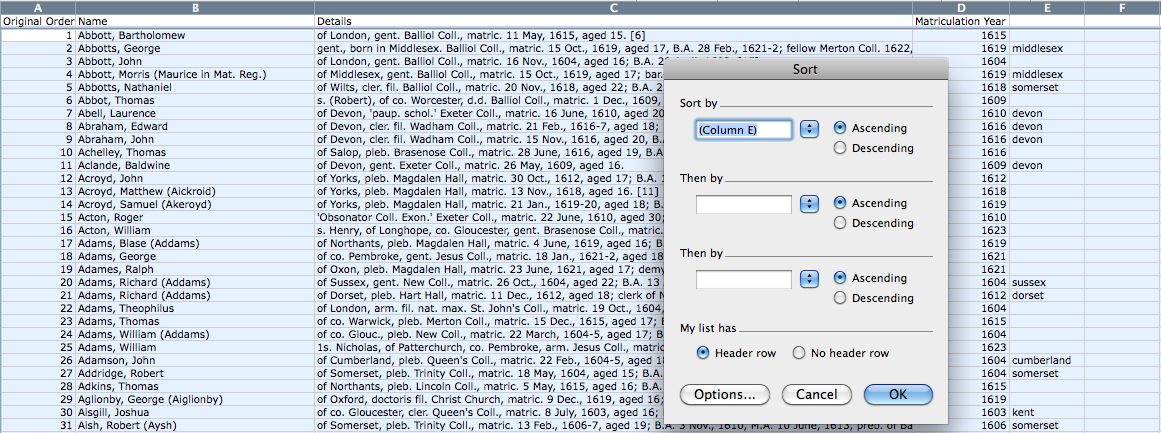 A B C D E F
Original Order Name Details Matriculation Year
1 Abbott, Bartholomew of London, gent. Balliol Coll., matric. 11 May, 1615, aged 15. [6] 1615
2 Abbotts, George gent., born in Middlesex. Balliol Coll., matric. 15 Oct., 1619, aged 17, B.A. 28 Feb., 1621-2; fellow Merton Coll. 1622, 1619 middlesex
3 Abbott, John of London, gent. Balliol Coll., matric. 16 Nov., 1604, aged 16; B.A. 1604
4 Abbott, Morris (Maurice in Mat. Reg.) of Middlesex, gent. Balliol Coll., matric. 15 Oct., 1619, aged 17; bar. 1619 middlesex
5 Abbotts, Nathaniel of Wilts, cler. fil. Balliol Coll., matric. 20 Nov., 1618, aged 22; B.A. 1618 somerset
6 Abbot, Thomas s. (Robert), of co. Worcester, d.d. Balliol Coll., matric. 1 Dec., 1609, 1609
7 Abell, Laurence of Devon, 'paup. schol.' Exeter Coll., matric. 16 June, 1610, aged 20 1610 devon
8 Abraham, Edward of Devon, cler. fil. Wadham Coll., matric. 21 Feb., 1616-7, aged 18; 1616 devon
9 Abraham, John of Devon, cler. fil. Wadham Coll., matric. 15 Nov., 1616, aged 20, B. 1616 devon
10 Achelley, Thomas of Salop, pleb. Brasenose Coll., matric. 28 June, 1616, aged 19, B.A. 1616
11 Aclande, Baldwine of Devon, gent. Exeter Coll., matric. 26 May, 1609, aged 16. 1609 devon
12 Acroyd, John of Yorks, pleb. Magdalen Hall, matric. 30 Oct., 1612, aged 17; B.A. 1612
13 Acroyd, Matthew (Aickroid) of Yorks, pleb. Magdalen Hall, matric. 13 Nov., 1618, aged 16. [11] 1618
14 Acroyd, Samuel (Akeroyd) of Yorks, pleb. Magdalen Hall, matric. 21 Jan., 1619-20, aged 18; B. 1619
15 Acton, Roger 'Obsonator Coll. Exon.' Exeter Coll., matric. 22 June, 1610, aged 30; 1610
16 Acton, William s. Henry, of Longhope, co. Gloucester, gent. Brasenose Coll., matric. 1623
17 Adams, Blase (Addams) of Northants, pleb. Magdalen Hall, matric. 4 June, 1619, aged 16; B. 1619
18 Adams, George of co. Pembroke, gent. Jesus Coll., matric. 18 Jan., 1621-2, aged 18 1621
19 Adames, Ralph of Oxon, pleb. Magdalen Hall, matric. 23 June, 1621, aged 17; demy 1621
20 Adams, Richard (Addams) of Sussex, gent. New Coll., matric. 26 Oct., 1604, aged 22; B.A. 13 1604 sussex
21 Adams, Richard (Addams) of Dorset, pleb. Hart Hall, matric. 11 Dec., 1612, aged 18; clerk of 1612 dorset
22 Adams, Theophilus of London, arm. fil. nat. max. St. John's Coll., matric. 19 Oct., 1604, 1604
23 Adams, Thomas of co. Warwick, pleb. Merton Coll., matric. 15 Dec., 1615, aged 17; 1615
24 Adams, William (Addams) of co. Glouc., pleb. New Coll., matric. 22 March, 1604-5, aged 17; B. 1604
25 Adams, William 1s. Nicholas, of Patterchurch, co. Pembroke, arm. Jesus Coll., matric. 1623
26 Adamson, John of Cumberland, pleb. Queen's Coll., matric. 22 Feb., 1604-5, aged 18 1604 cumberland
27 Addridge, Robert of Somerset, pleb. Trinity Coll., matric. 18 May, 1604, aged 15; B.A. 1604 somerset
28 Adkins, Thomas of Northants, pleb. Lincoln Coll., matric. 5 May, 1615, aged 16; B.A. 1615
29 Aglionby, George (Aiglionby) of Oxford, doctoris fil. Christ Church, matric. 9 Dec., 1619, aged 16; 1619
30 Aisgill, Joshua of co. Gloucester, cler. Queen's Coll., matric. 8 July, 1603, aged 16; 1603 kent
31 Aish, Robert (Aysh) of Somerset, pleb. Trinity Coll., matric. 13 Feb., 1606-7, aged 19; B.A. 3 Nov., 1610, M.A. 10 June, 1613, preb. of Ba 1606 somerset
Sort
Sort by
(Column E) Ascending
Descending
Then by
Ascending
Descending
Then by
Ascending
Descending
My list has
Header row No header row
Options... Cancel OK